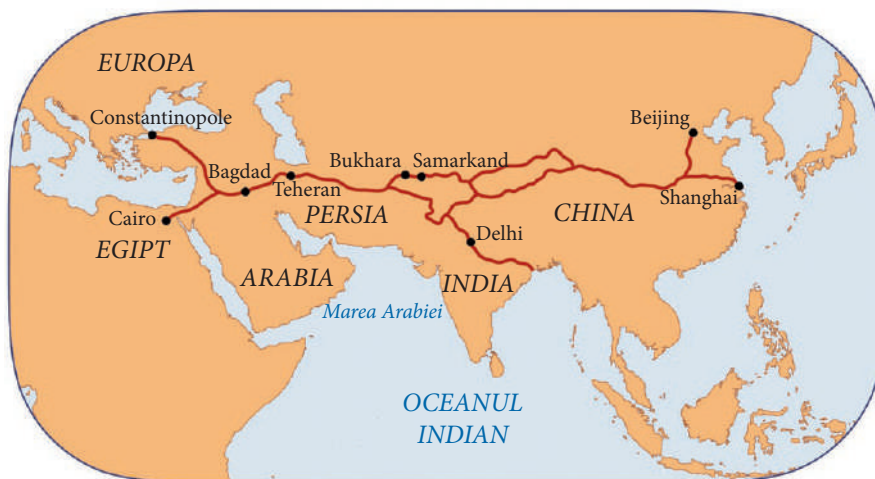 EUROPA
Constantinopole
Beijing
Bukhara
Samarkand
Bagdad
Teheran
Shanghai
PERSIA
CHINA
Cairo
Delhi
EGIPT
ARABIA
INDIA
Marea Arabiei
OCEANUL
INDIAN